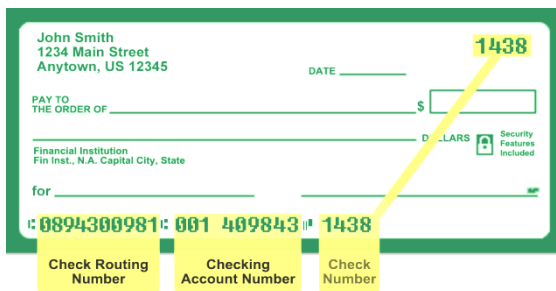 John Smith
1234 Main Street
Anytown, US 12345
1438
DATE
PAY TO
THE ORDER OF
$
DOLLARS
Security
Features
Included
Financial Institution
Fin Inst., N.A. Capital City, State
for
MP
⑆0894300981⑆ 001 409843⑈ 1438
Check Routing
Number
Checking
Account Number
Check
Number